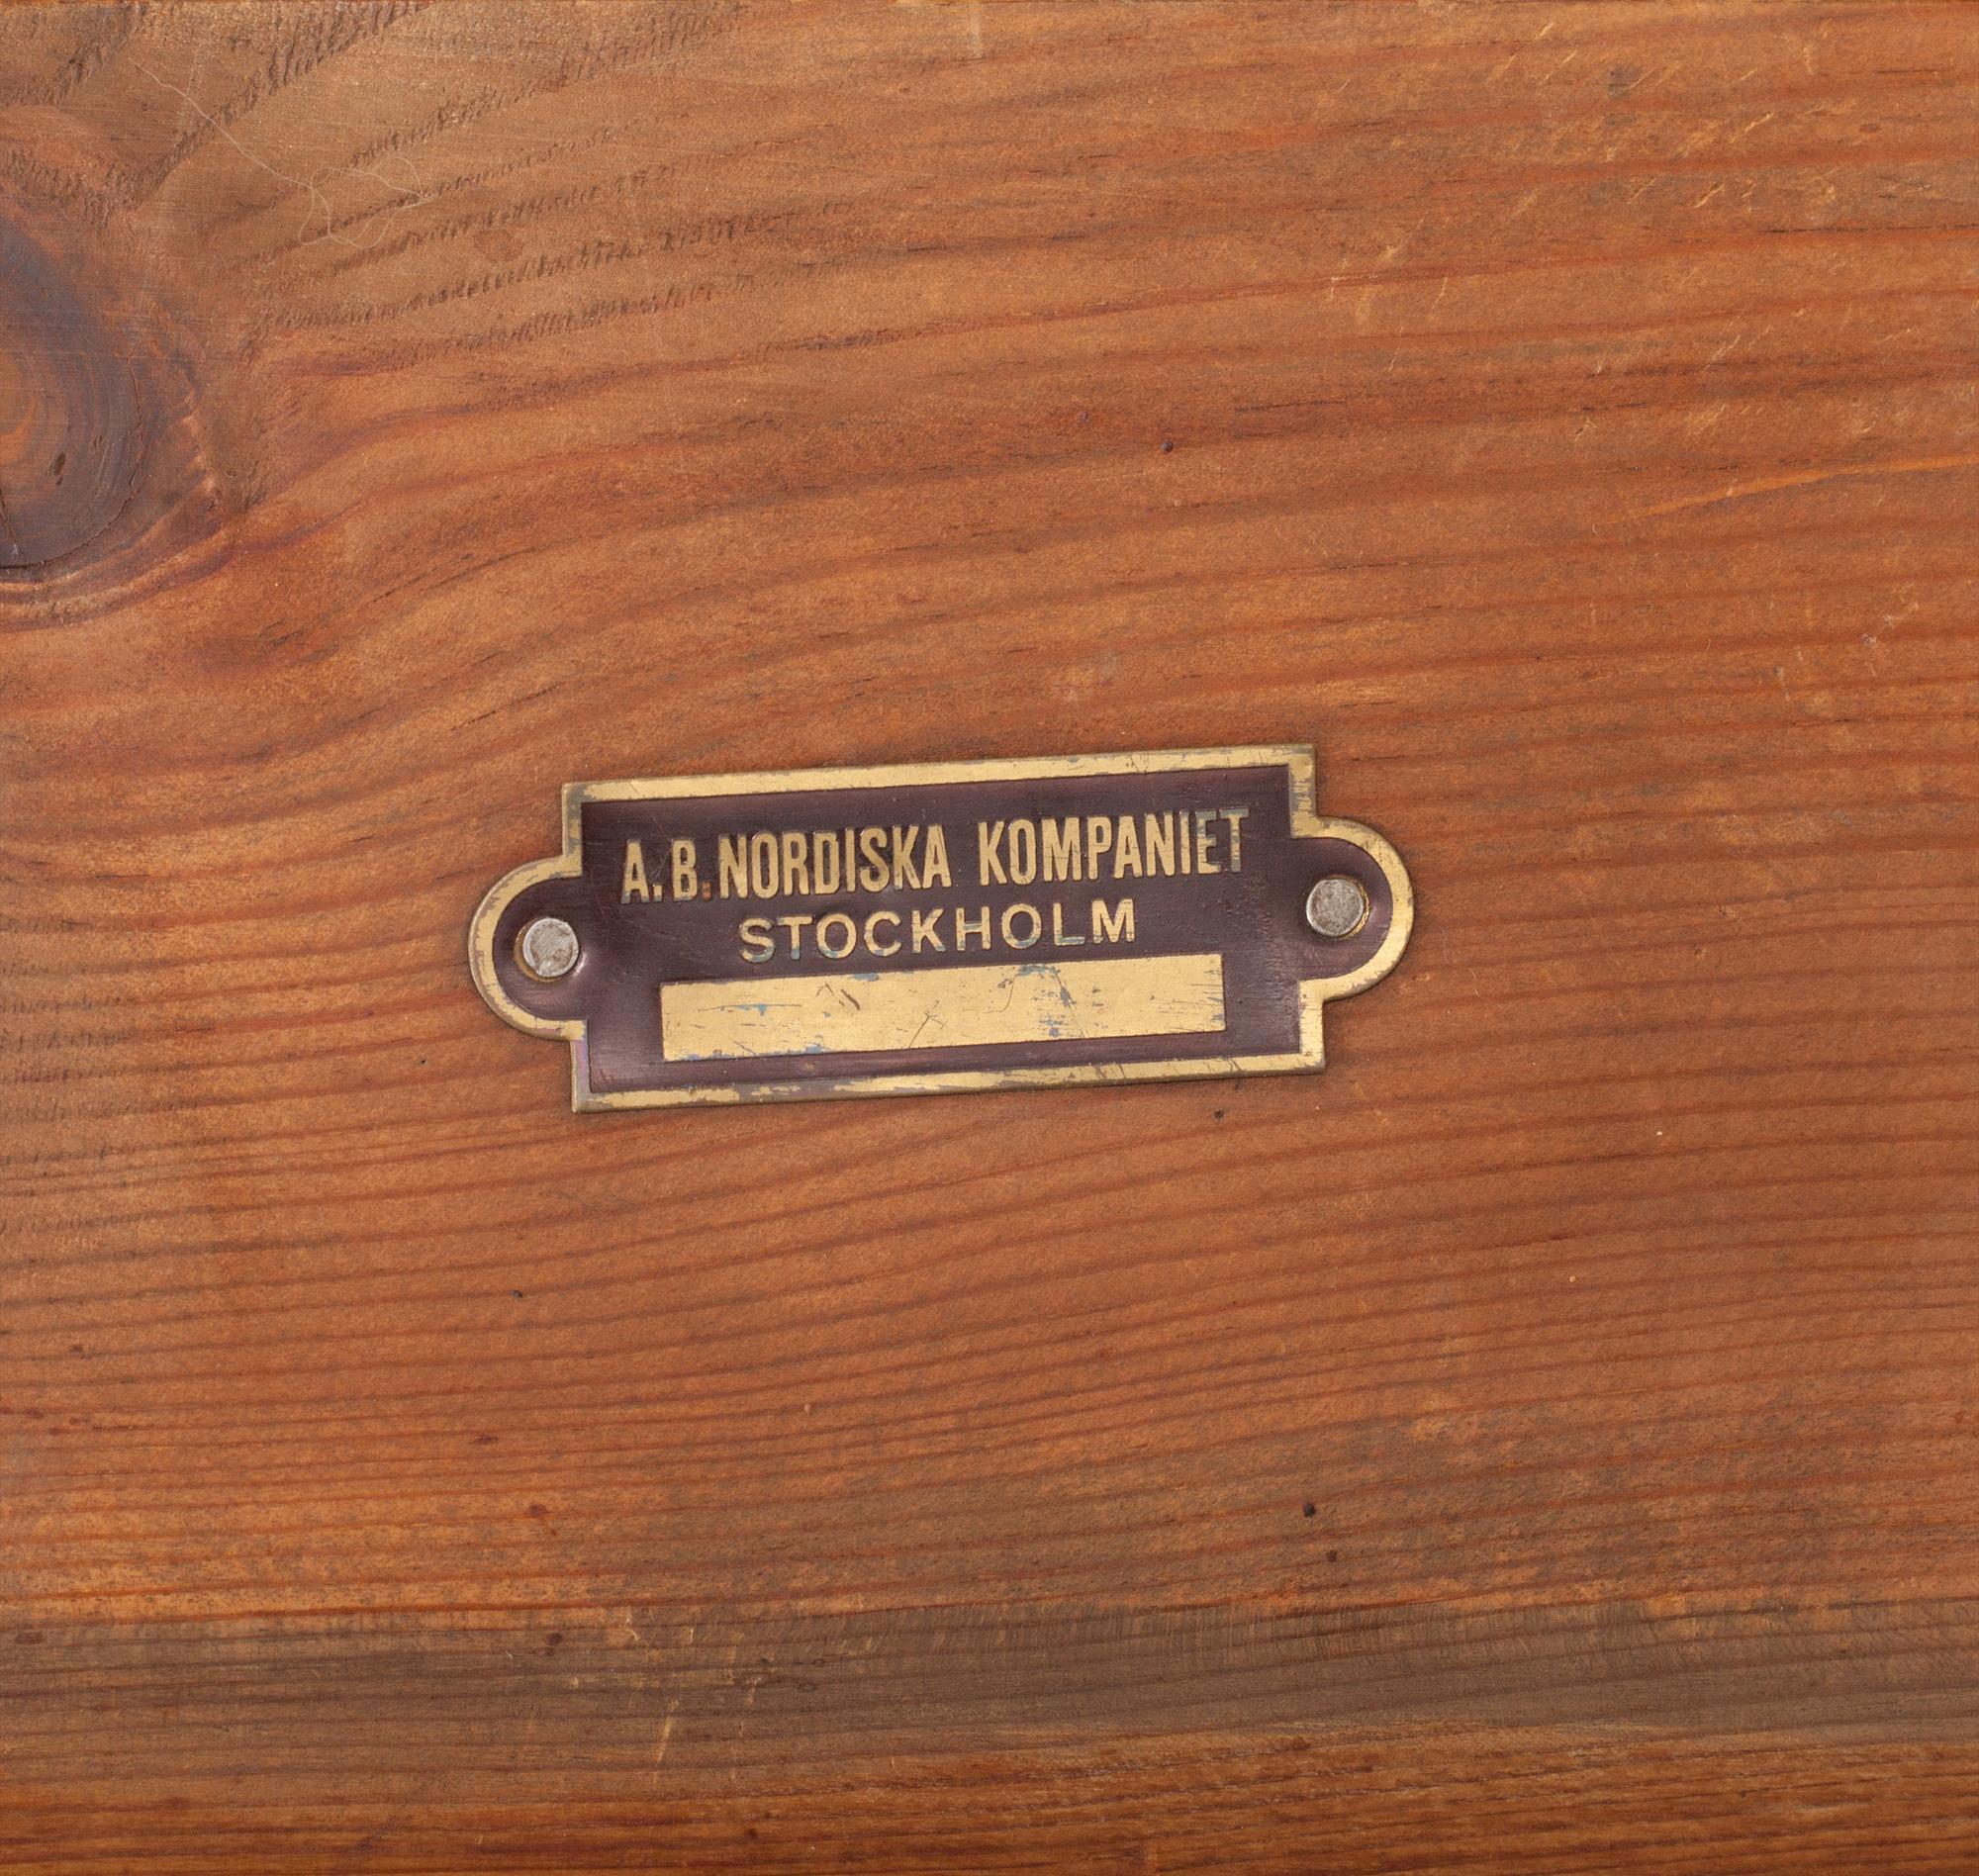 A.B. NORDISKA KOMPANIET
STOCKHOLM